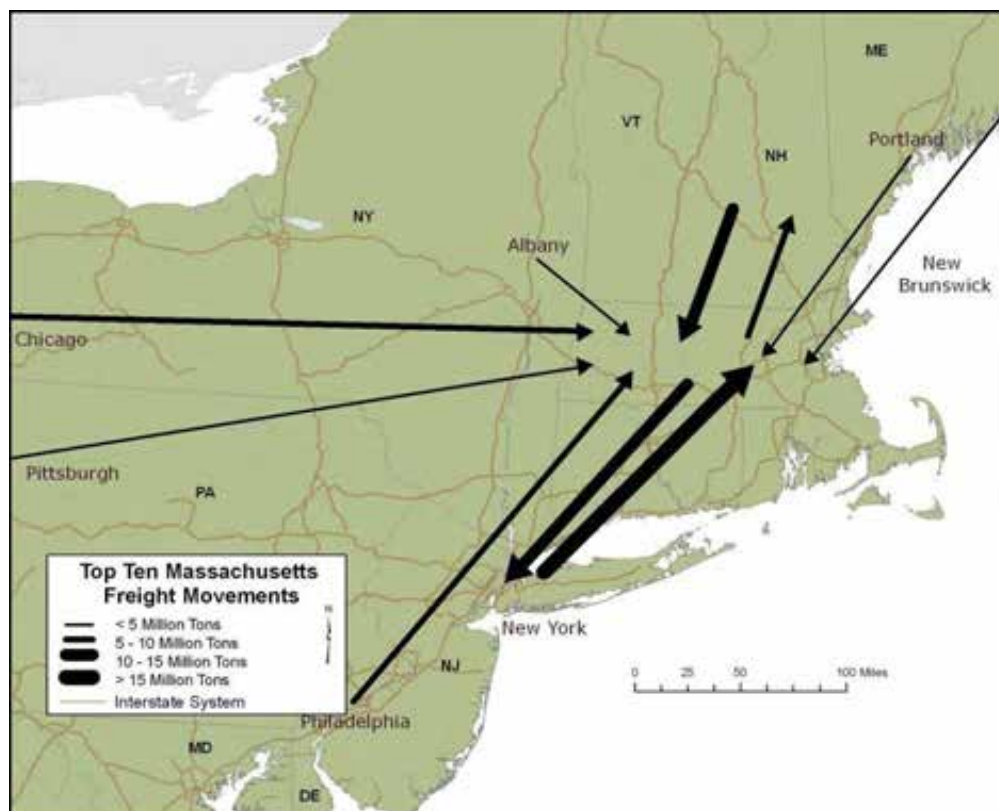 ME
VT
Portland
NH
NY
Albany
New
Brunswick
Chicago
Pittsburgh
PA
Top Ten Massachusetts
Freight Movements
< 5 Million Tons
5 - 10 Million Tons
10 - 15 Million Tons
> 15 Million Tons
Interstate System
New York
NJ
0 25 50 100 Miles
Philadelphia
MD
DE